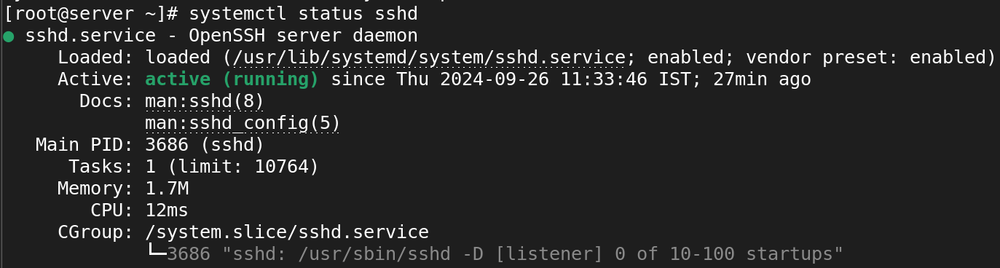 [root@server ~]# systemctl status sshd
● sshd.service - OpenSSH server daemon
     Loaded: loaded (/usr/lib/systemd/system/sshd.service; enabled; vendor preset: enabled)
     Active: active (running) since Thu 2024-09-26 11:33:46 IST; 27min ago
       Docs: man:sshd(8)
             man:sshd_config(5)
   Main PID: 3686 (sshd)
      Tasks: 1 (limit: 10764)
     Memory: 1.7M
        CPU: 12ms
     CGroup: /system.slice/sshd.service
             └─3686 "sshd: /usr/sbin/sshd -D [listener] 0 of 10-100 startups"